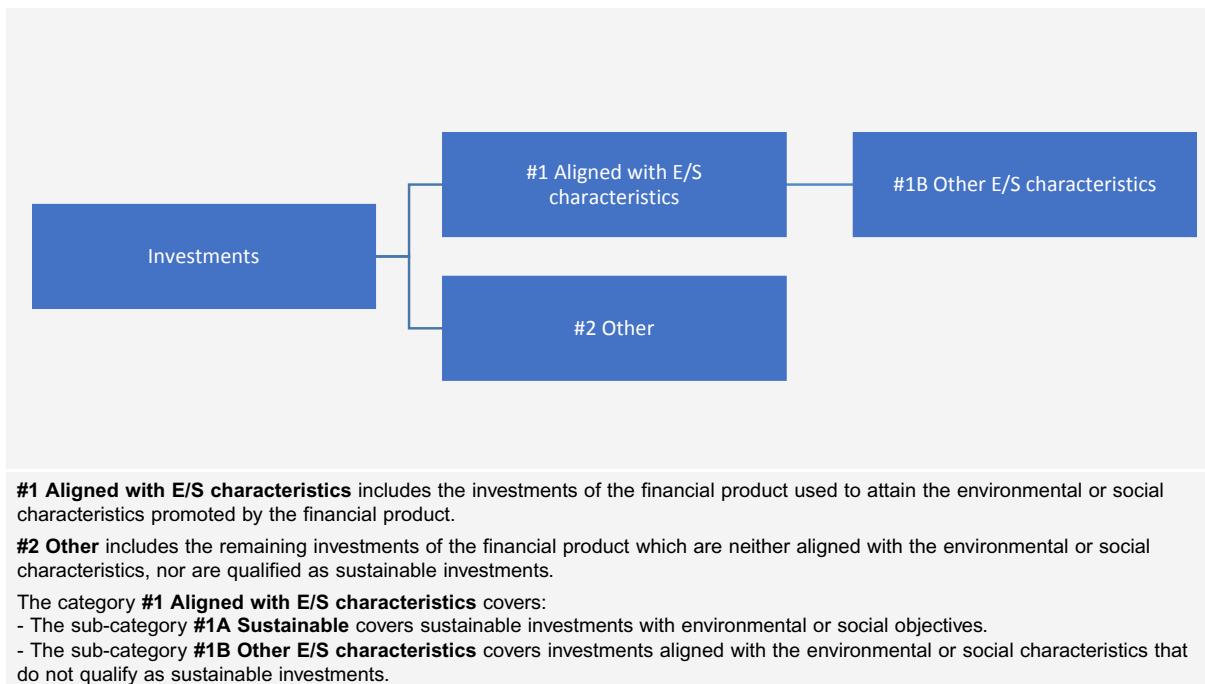 #1 Aligned with E/S
characteristics
#1B Other E/S characteristics
Investments
#2 Other
#1 Aligned with E/S characteristics includes the investments of the financial product used to attain the environmental or social
characteristics promoted by the financial product.
#2 Other includes the remaining investments of the financial product which are neither aligned with the environmental or social
characteristics, nor are qualified as sustainable investments.
The category #1 Aligned with E/S characteristics covers:
- The sub-category #1A Sustainable covers sustainable investments with environmental or social objectives.
- The sub-category #1B Other E/S characteristics covers investments aligned with the environmental or social characteristics that
do not qualify as sustainable investments.